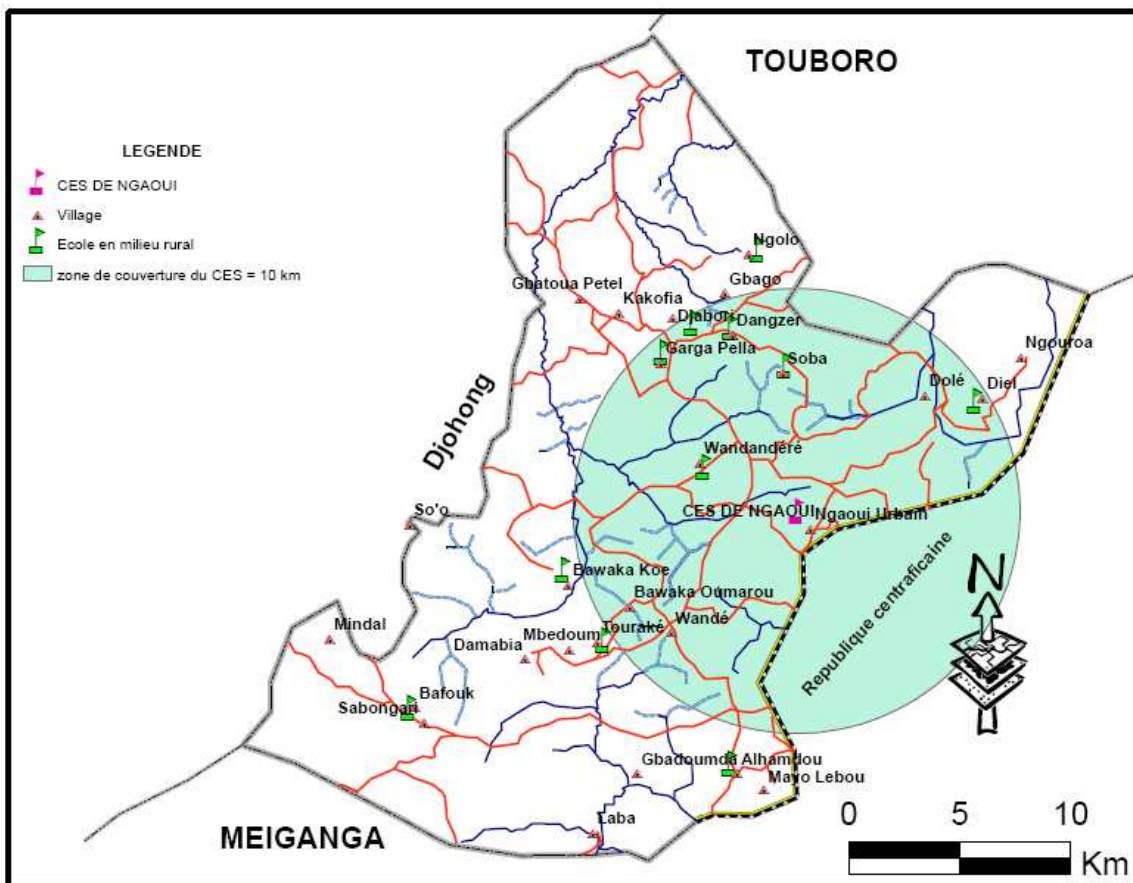 TOUBORO
LEGENDE
CES DE NGAOUI
Village
Ecole en milieu rural
zone de couverture du CES = 10 km
Ngolo
Gbatoua Petel
Gbago
Kakofia
Djabori
Dangzer
Garga Pella
Soba
Ngouroa
Dolé
Diel
Djohong
Wandandéré
CES DE NGAOUI
Ngaoui Urbain
So'o
Bawaka Koe
Bawaka Oumarou
Republique centraficaine
N
Mindal
Damabia
Mbedoum
Touraké
Wandé
Bafouk
Sabongari
Gbadoumda
Alhamdou
Mayo Lebou
Laba
MEIGANGA
0 5 10
Km